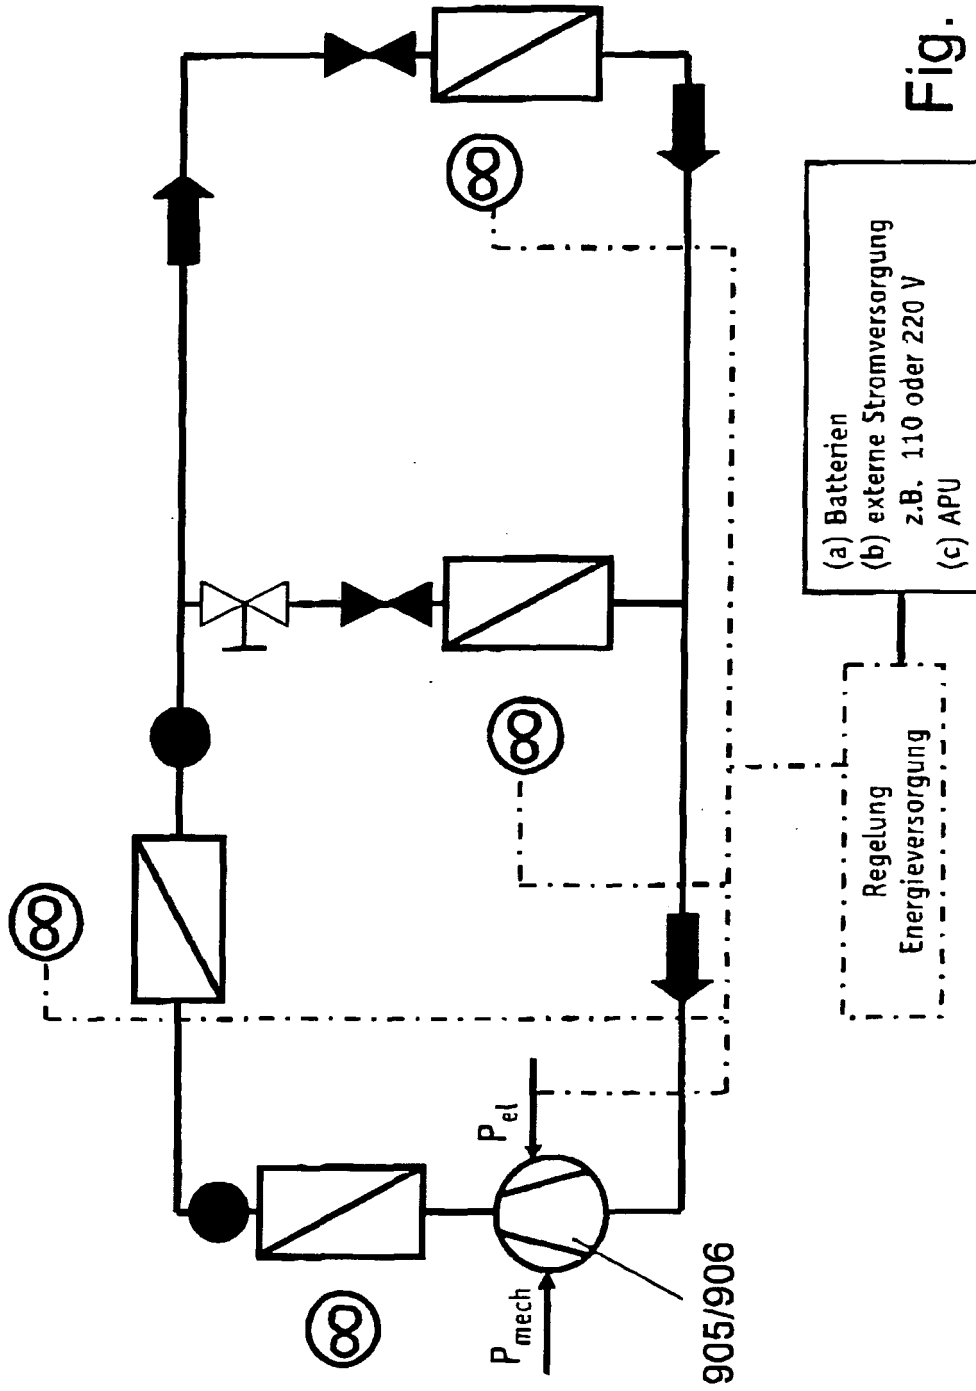 P_mech
P_el
905/906
Regelung
Energieversorgung
(a) Batterien
(b) externe Stromversorgung
z.B. 110 oder 220 V
(c) APU
Fig.